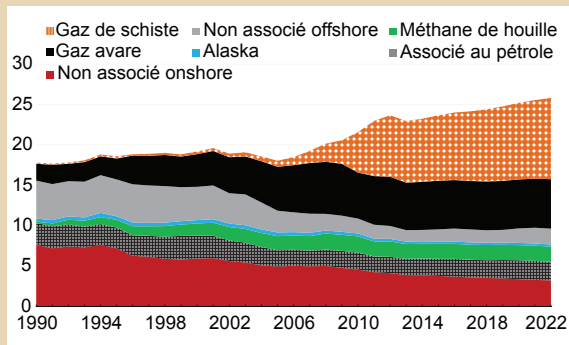 Gaz de schiste Non associé offshore Méthane de houille
Gaz avare Alaska Associé au pétrole
Non associé onshore
30
25
20
15
10
5
0
1990 1994 1998 2002 2006 2010 2014 2018 2022